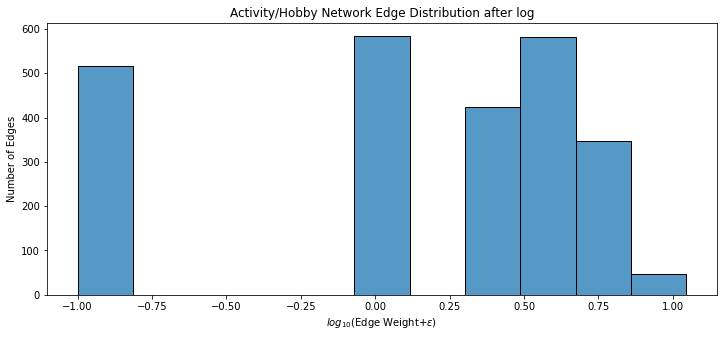 Activity/Hobby Network Edge Distribution after log
Number of Edges
600
500
400
300
200
100
0
−1.00 −0.75 −0.50 −0.25 0.00 0.25 0.50 0.75 1.00
log₁₀(Edge Weight+ε)